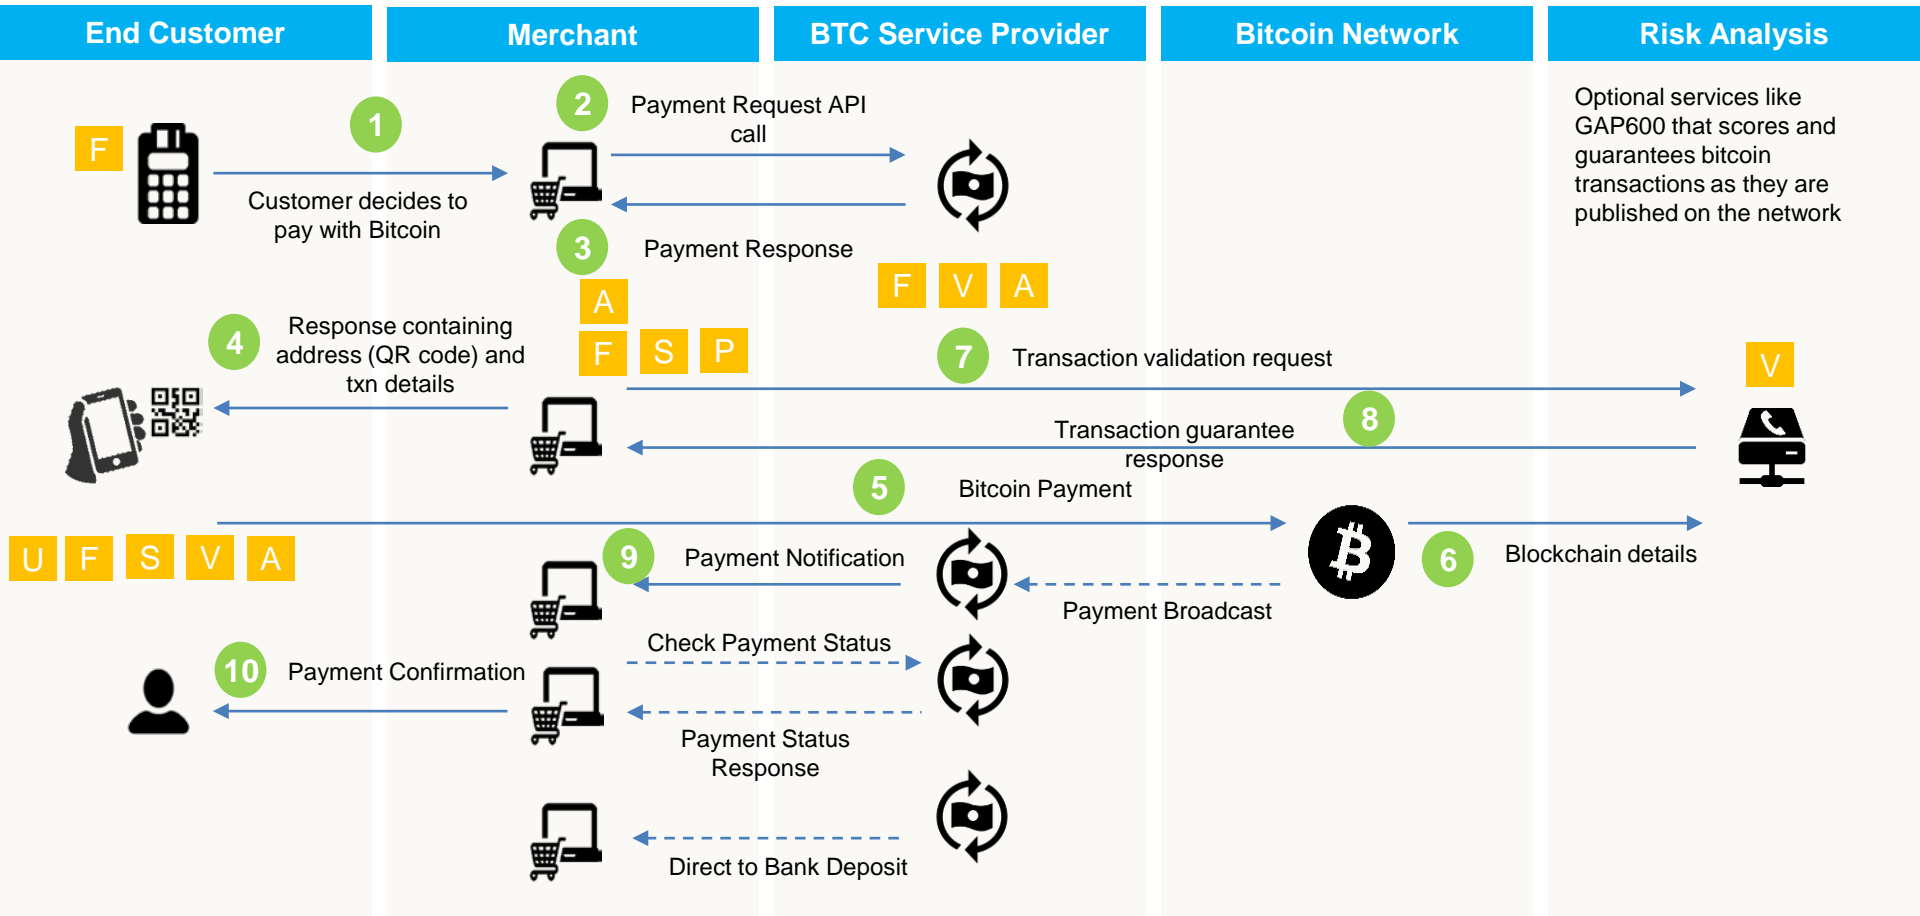 End Customer
Merchant
BTC Service Provider
Bitcoin Network
Risk Analysis
1
2
Payment Request API
call
Optional services like
GAP600 that scores and
guarantees bitcoin
transactions as they are
published on the network
F
Customer decides to
pay with Bitcoin
3
Payment Response
A
F V A
4
Response containing
address (QR code) and
txn details
F S P
7
Transaction validation request
V
8
Transaction guarantee
response
5
Bitcoin Payment
U F S V A
9
Payment Notification
6
Blockchain details
Payment Broadcast
Check Payment Status
10
Payment Confirmation
Payment Status
Response
Direct to Bank Deposit